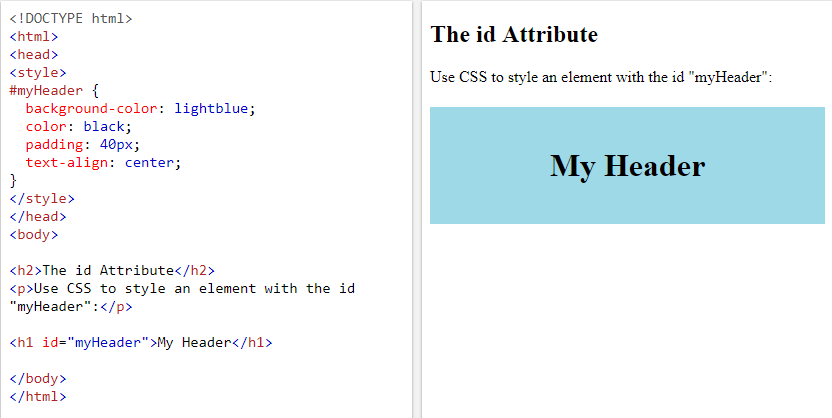 <!DOCTYPE html>
<html>
<head>
<style>
#myHeader {
  background-color: lightblue;
  color: black;
  padding: 40px;
  text-align: center;
}
</style>
</head>
<body>

<h2>The id Attribute</h2>
<p>Use CSS to style an element with the id
"myHeader":</p>

<h1 id="myHeader">My Header</h1>

</body>
</html>
The id Attribute
Use CSS to style an element with the id "myHeader":
My Header